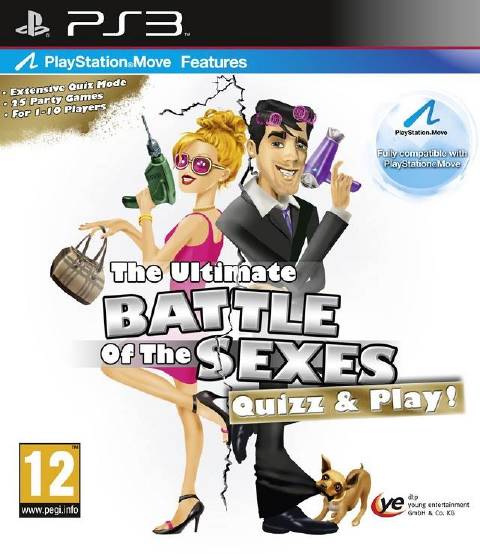 PS3
PlayStation®Move Features
• Extensive Quiz Mode
• 25 Party Games
• For 1-10 Players
PlayStation®Move
Fully compatible with
PlayStation®Move
The Ultimate
BATTLE
Of The SEXES
Quizz & Play!
12
www.pegi.info
ye
dtp
young entertainment
GmbH & Co. KG